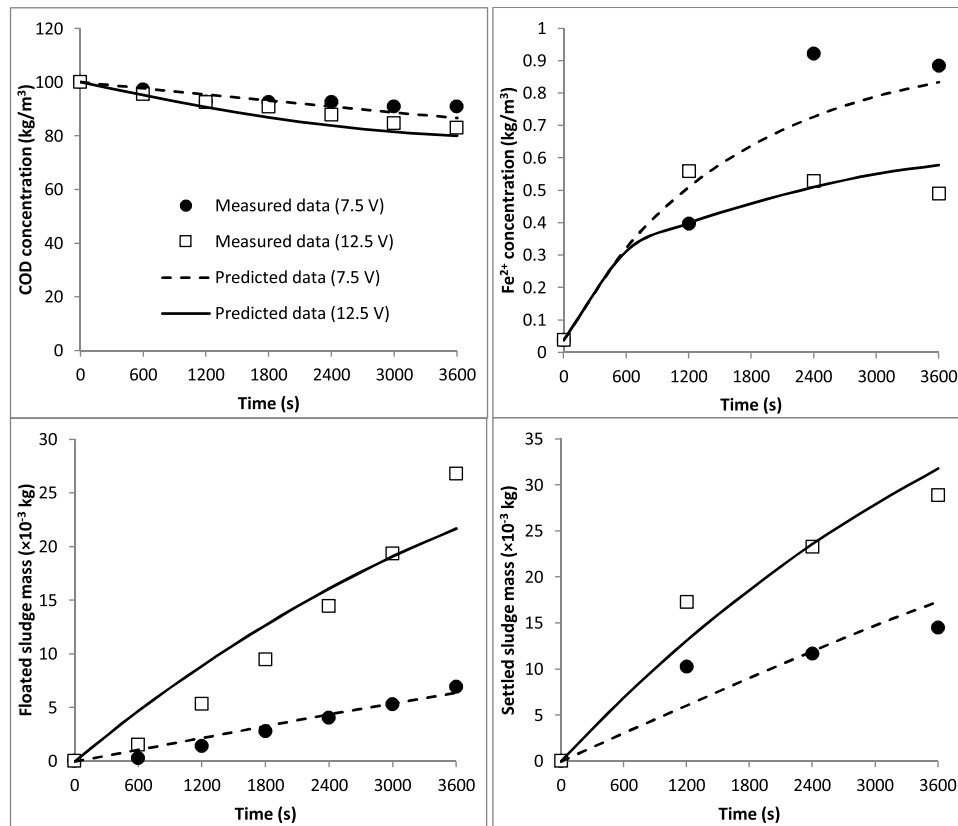 120
100
80
60
40
20
0
COD concentration (kg/m³)
Measured data (7.5 V)
Measured data (12.5 V)
Predicted data (7.5 V)
Predicted data (12.5 V)
0 600 1200 1800 2400 3000 3600
Time (s)
1
0.9
0.8
0.7
0.6
0.5
0.4
0.3
0.2
0.1
0
Fe²⁺ concentration (kg/m³)
0 600 1200 1800 2400 3000 3600
Time (s)
30
25
20
15
10
5
0
Floated sludge mass (×10⁻³ kg)
0 600 1200 1800 2400 3000 3600
Time (s)
35
30
25
20
15
10
5
0
Settled sludge mass (×10⁻³ kg)
0 600 1200 1800 2400 3000 3600
Time (s)